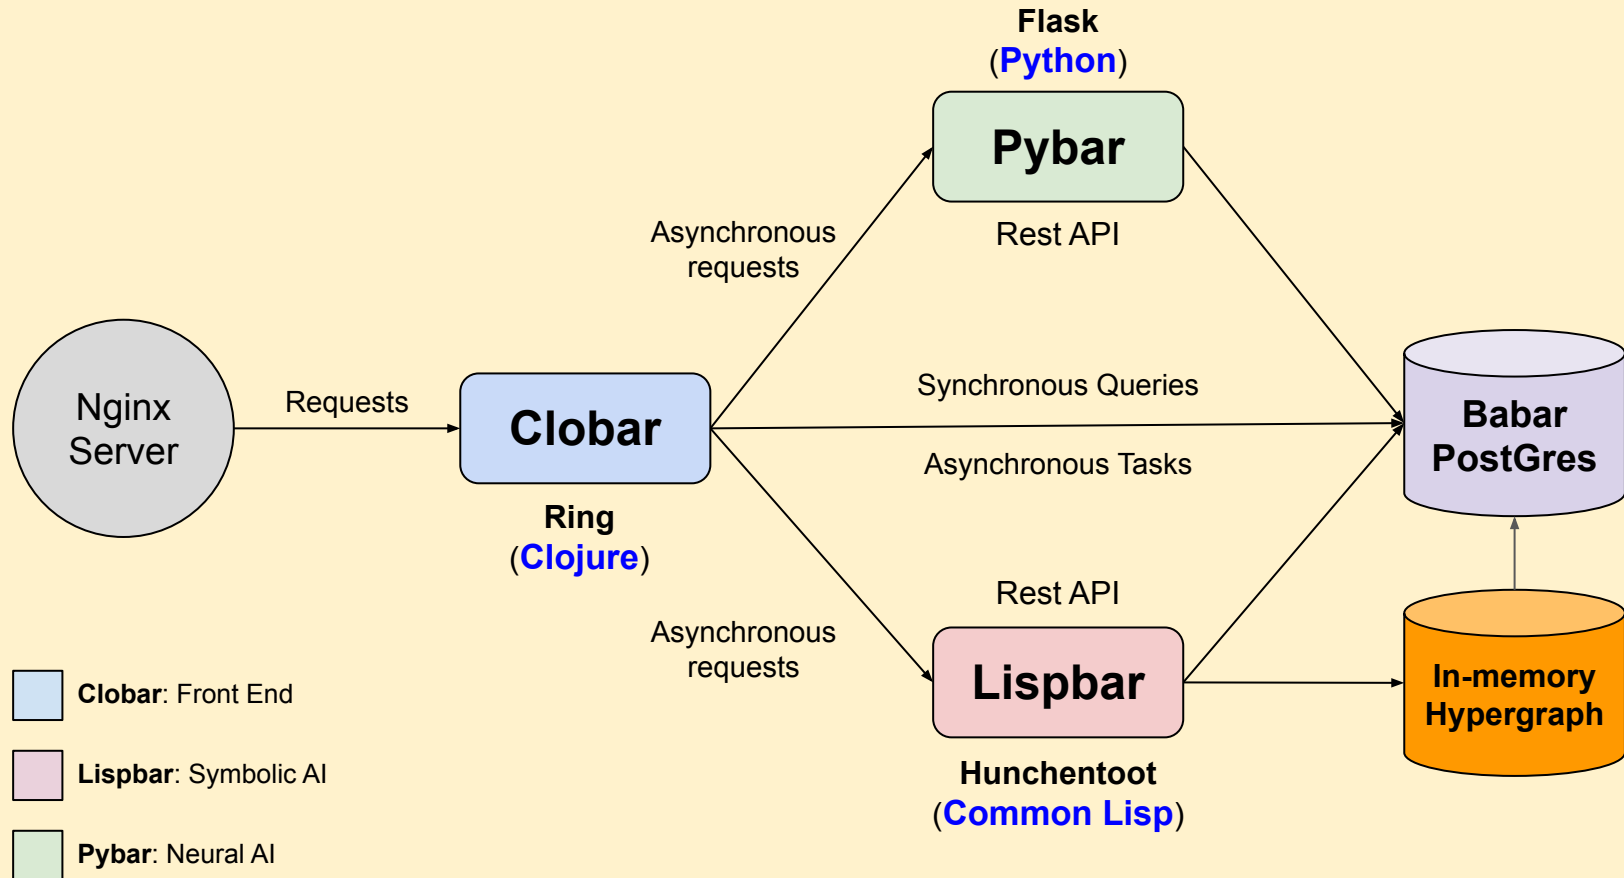 Flask
(Python)
Pybar
Rest API
Asynchronous
requests
Nginx
Server
Requests
Clobar
Ring
(Clojure)
Synchronous Queries
Asynchronous Tasks
Babar
PostGres
Rest API
Asynchronous
requests
Lispbar
Hunchentoot
(Common Lisp)
In-memory
Hypergraph
Clobar: Front End
Lispbar: Symbolic AI
Pybar: Neural AI